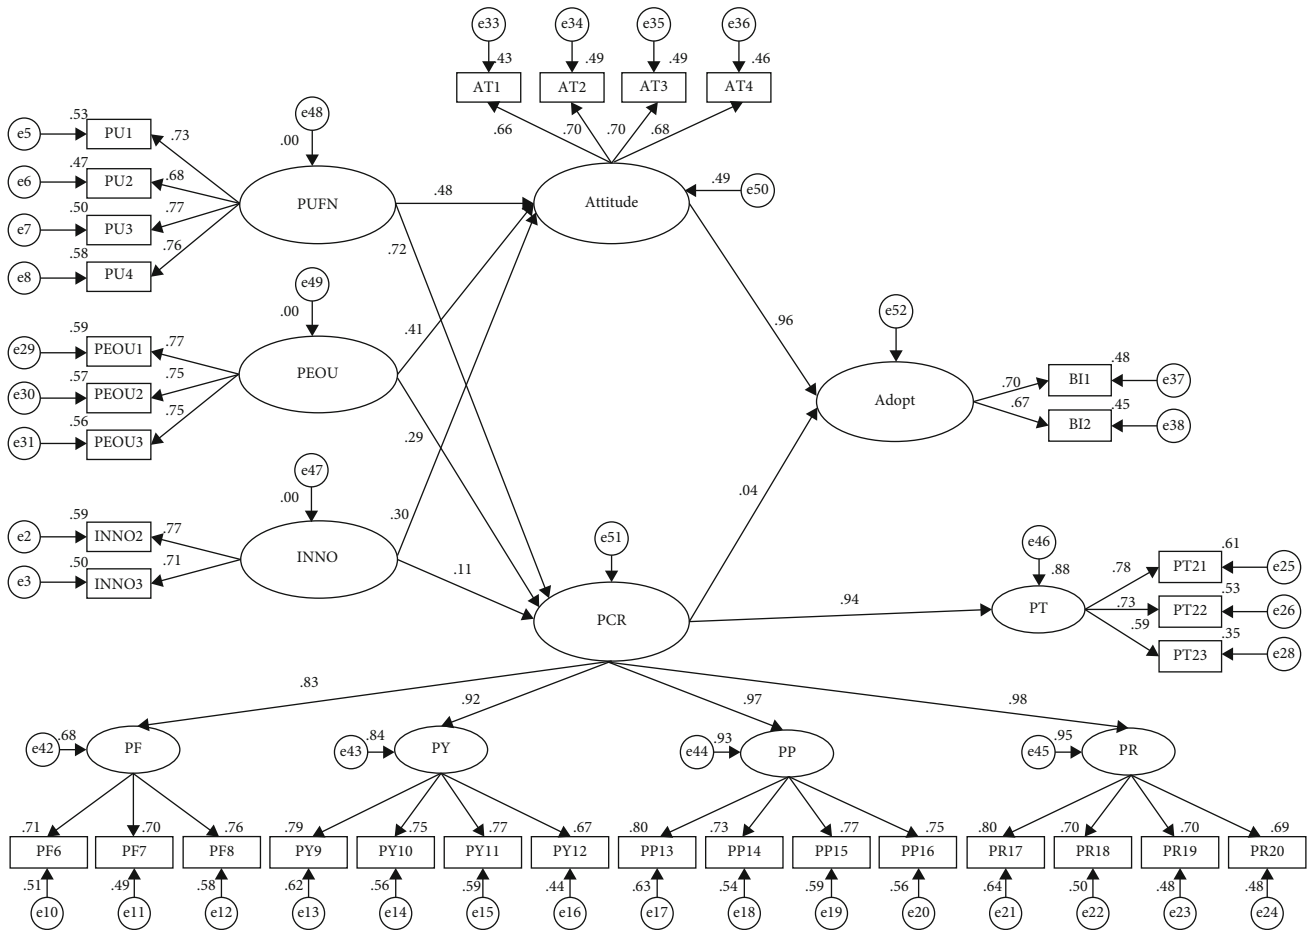 e33 e34 e35 e36
.43 .49 .49 .46
AT1 AT2 AT3 AT4
.66 .70 .70 .68
e48
.00
.53
e5 PU1 .73
.47
e6 PU2 .68
.50
e7 PU3 .77
.58
e8 PU4 .76
PUFN .48 Attitude .49 e50
.72
e49
.00
.59
e29 PEOU1 .77
.57
e30 PEOU2 .75
.56
e31 PEOU3 .75
PEOU .41
.29
.96
e52
Adopt
.48
.70 BI1 e37
.45
.67 BI2 e38
e47
.00
.59
e2 INNO2 .77
.50
e3 INNO3 .71
INNO .30
.11
.04
e51
PCR .94
e46
.88
PT
.61
.78 PT21 e25
.53
.73 PT22 e26
.35
.59 PT23 e28
.83 .92 .97 .98
e42 .68 PF e43 .84 PY e44 .93 PP e45 .95 PR
.71 .70 .76 .79 .75 .77 .67 .80 .73 .77 .75 .80 .70 .70 .69
PF6 PF7 PF8 PY9 PY10 PY11 PY12 PP13 PP14 PP15 PP16 PR17 PR18 PR19 PR20
.51 .49 .58 .62 .56 .59 .44 .63 .54 .59 .56 .64 .50 .48 .48
e10 e11 e12 e13 e14 e15 e16 e17 e18 e19 e20 e21 e22 e23 e24